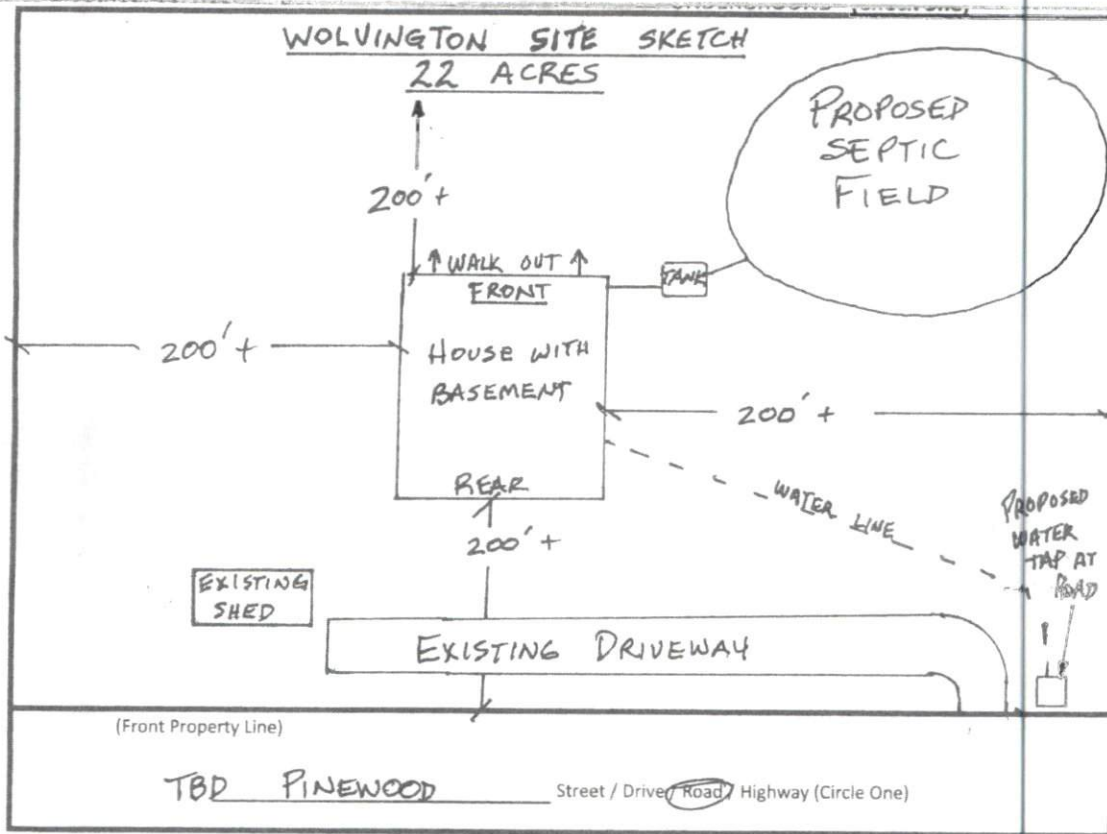 WOLVINGTON SITE SKETCH
22 ACRES
PROPOSED
SEPTIC
FIELD
200'+
↑ WALK OUT ↑
FRONT
TANK
200'+
HOUSE WITH
BASEMENT
200'+
REAR
WATER LINE
PROPOSED
WATER
TAP AT
ROAD
200'+
EXISTING
SHED
EXISTING DRIVEWAY
(Front Property Line)
TBD PINEWOOD Street / Drive / Road / Highway (Circle One)